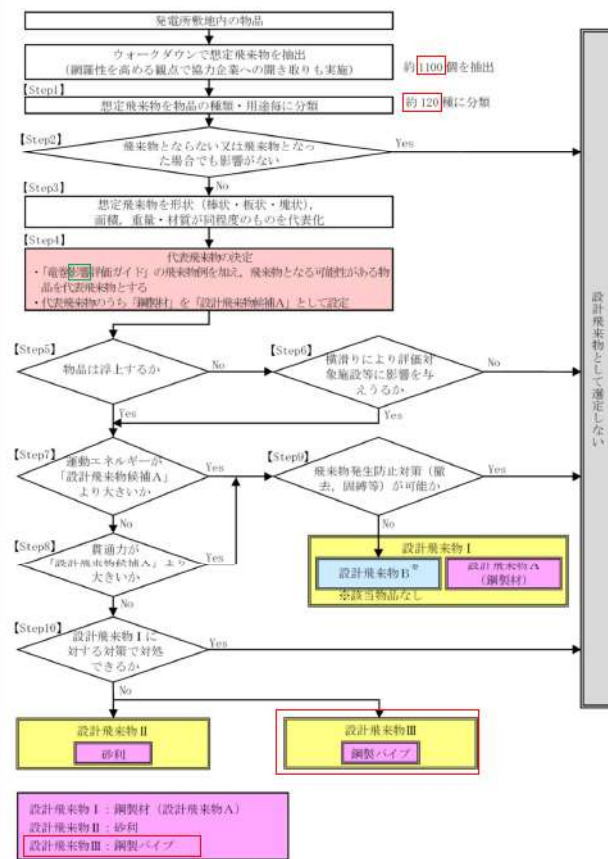 発電所敷地内の物品
ウォークダウンで想定飛来物を抽出
(網羅性を高める観点で協力企業への聞き取りも実施)
約1100個を抽出
【Step1】
想定飛来物を物品の種類・用途毎に分類
約120種に分類
【Step2】
飛来物とならない又は飛来物となっ
た場合でも影響がない
Yes
No
【Step3】
想定飛来物を形状(棒状・板状・塊状),
面積,重量・材質が同程度のものを代表化
【Step4】
代表飛来物の決定
・「竜巻影響評価ガイド」の飛来物例を加え,飛来物となる可能性がある物
品を代表飛来物とする
・代表飛来物のうち「鋼製材」を「設計飛来物候補A」として設定
【Step5】
物品は浮上するか
No
Yes
【Step6】
横滑りにより評価対
象施設等に影響を与
えうるか
No
Yes
【Step7】
運動エネルギーが
「設計飛来物候補A」
より大きいか
Yes
No
【Step8】
貫通力が
「設計飛来物候補A」より
大きいか
Yes
No
【Step9】
飛来物発生防止対策(撤
去,固縛等)が可能か
Yes
No
設計飛来物Ⅰ
設計飛来物B※
設計飛来物A
(鋼製材)
※該当物品なし
【Step10】
設計飛来物Ⅰに
対する対策で対処
できるか
Yes
No
設計飛来物Ⅱ
砂利
設計飛来物Ⅲ
鋼製パイプ
設計飛来物として選定しない
設計飛来物Ⅰ:鋼製材(設計飛来物A)
設計飛来物Ⅱ:砂利
設計飛来物Ⅲ:鋼製パイプ